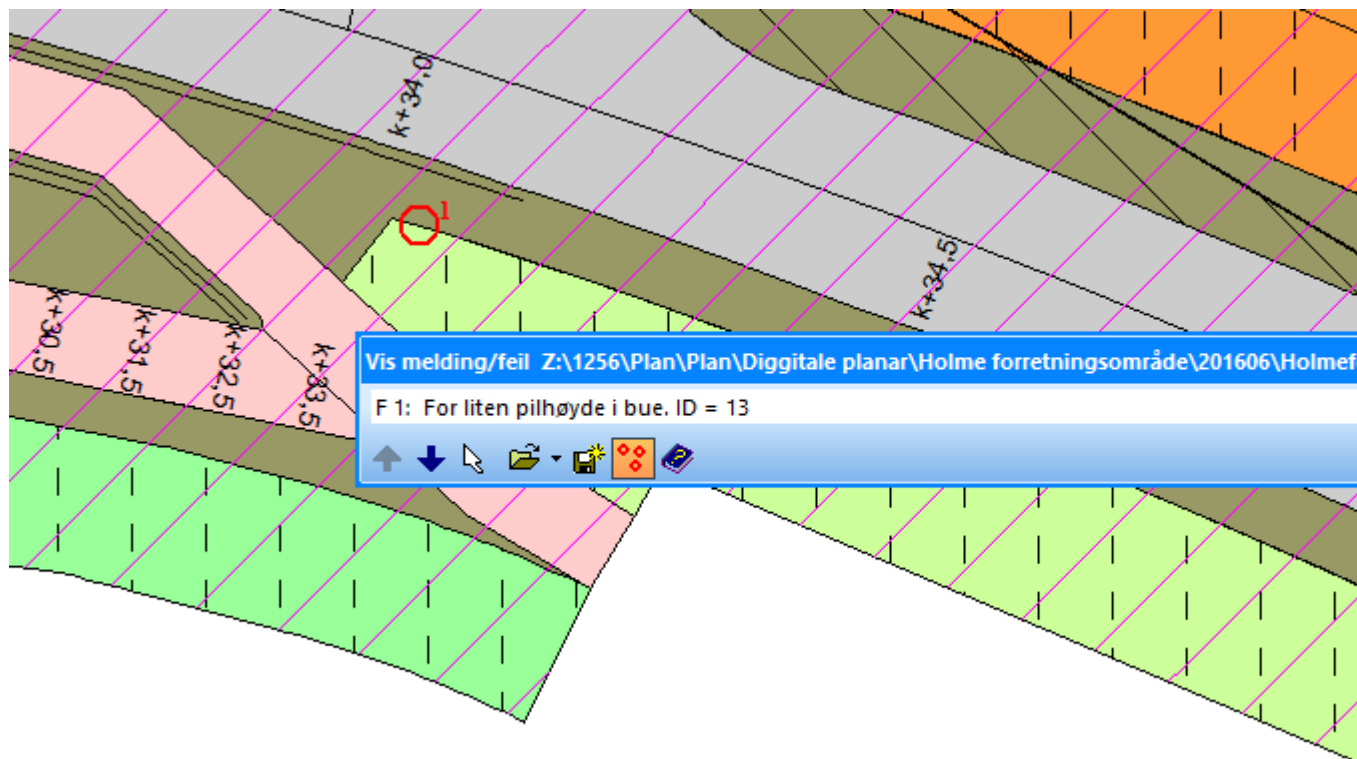 k+34,0
1
k+34,5
k+30,5
k+31,5
k+32,5
k+33,5
Vis melding/feil Z:\1256\Plan\Plan\Diggitale planar\Holme forretningsområde\201606\Holmef
F 1: For liten pilhøyde i bue. ID = 13